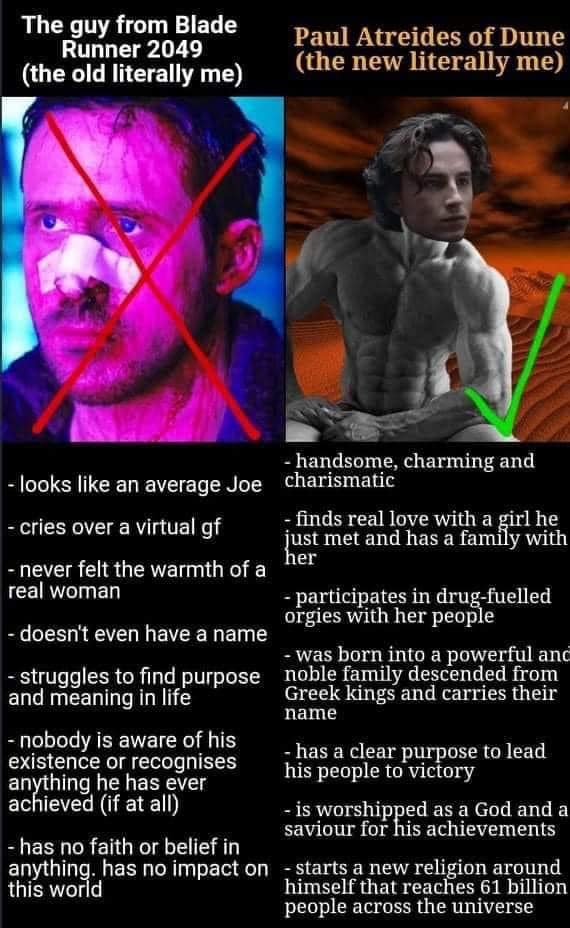 The guy from Blade
Runner 2049
(the old literally me)
- looks like an average Joe
- cries over a virtual gf
- never felt the warmth of a
real woman
- doesn't even have a name
- struggles to find purpose
and meaning in life
- nobody is aware of his
existence or recognises
anything he has ever
achieved (if at all)
- has no faith or belief in
anything. has no impact on
this world
Paul Atreides of Dune
(the new literally me)
- handsome, charming and
charismatic
- finds real love with a girl he
just met and has a family with
her
- participates in drug-fuelled
orgies with her people
- was born into a powerful and
noble family descended from
Greek kings and carries their
name
- has a clear purpose to lead
his people to victory
- is worshipped as a God and a
saviour for his achievements
- starts a new religion around
himself that reaches 61 billion
people across the universe